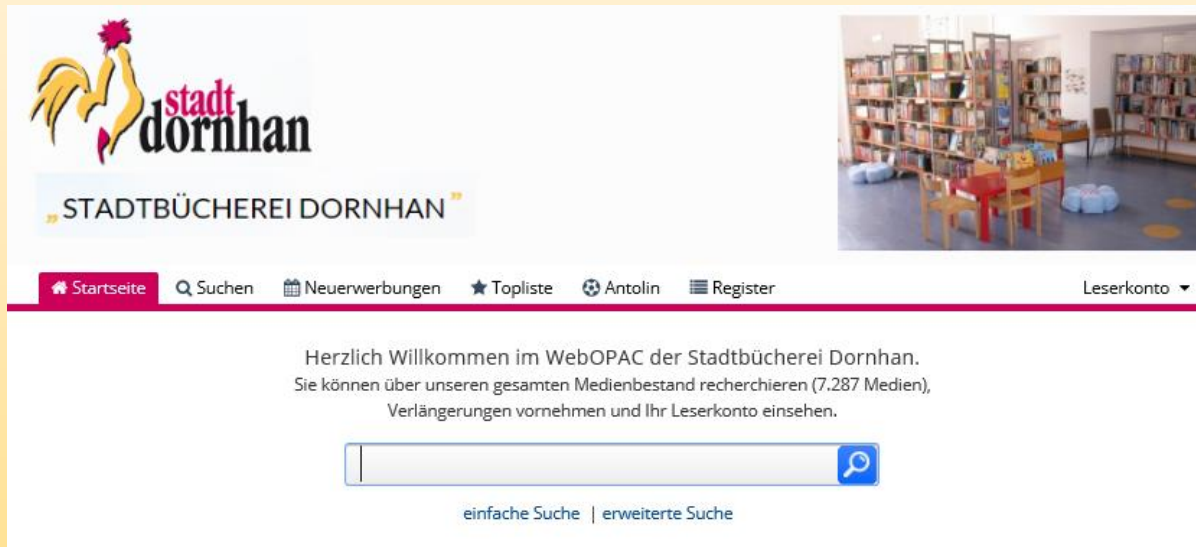 stadt
dornhan
„STADTBÜCHEREI DORNHAN”
Startseite Suchen Neuerwerbungen Topliste Antolin Register Leserkonto
Herzlich Willkommen im WebOPAC der Stadtbücherei Dornhan.
Sie können über unseren gesamten Medienbestand recherchieren (7.287 Medien),
Verlängerungen vornehmen und Ihr Leserkonto einsehen.
einfache Suche | erweiterte Suche